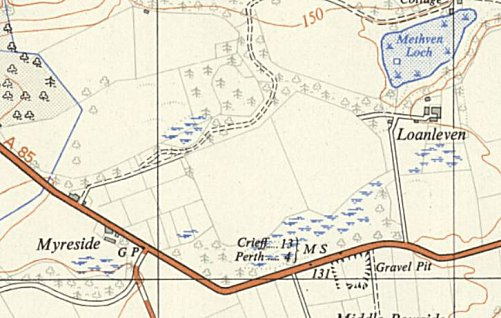 Cottage
150
Methven
Loch
A 85
Loanleven
Myreside
G P
Crieff....13
Perth.... 4
M S
131
Gravel Pit